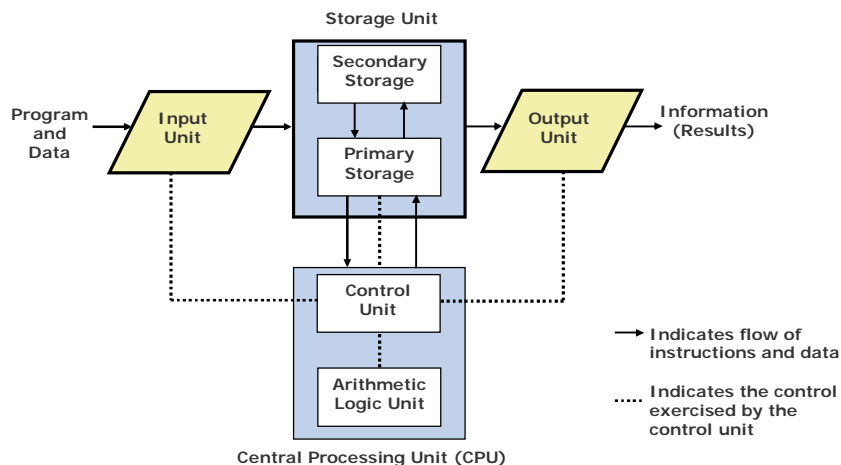 Storage Unit
Secondary
Storage
Program
and
Data
Input
Unit
Primary
Storage
Output
Unit
Information
(Results)
Control
Unit
Arithmetic
Logic Unit
Central Processing Unit (CPU)
Indicates flow of
instructions and data
Indicates the control
exercised by the
control unit